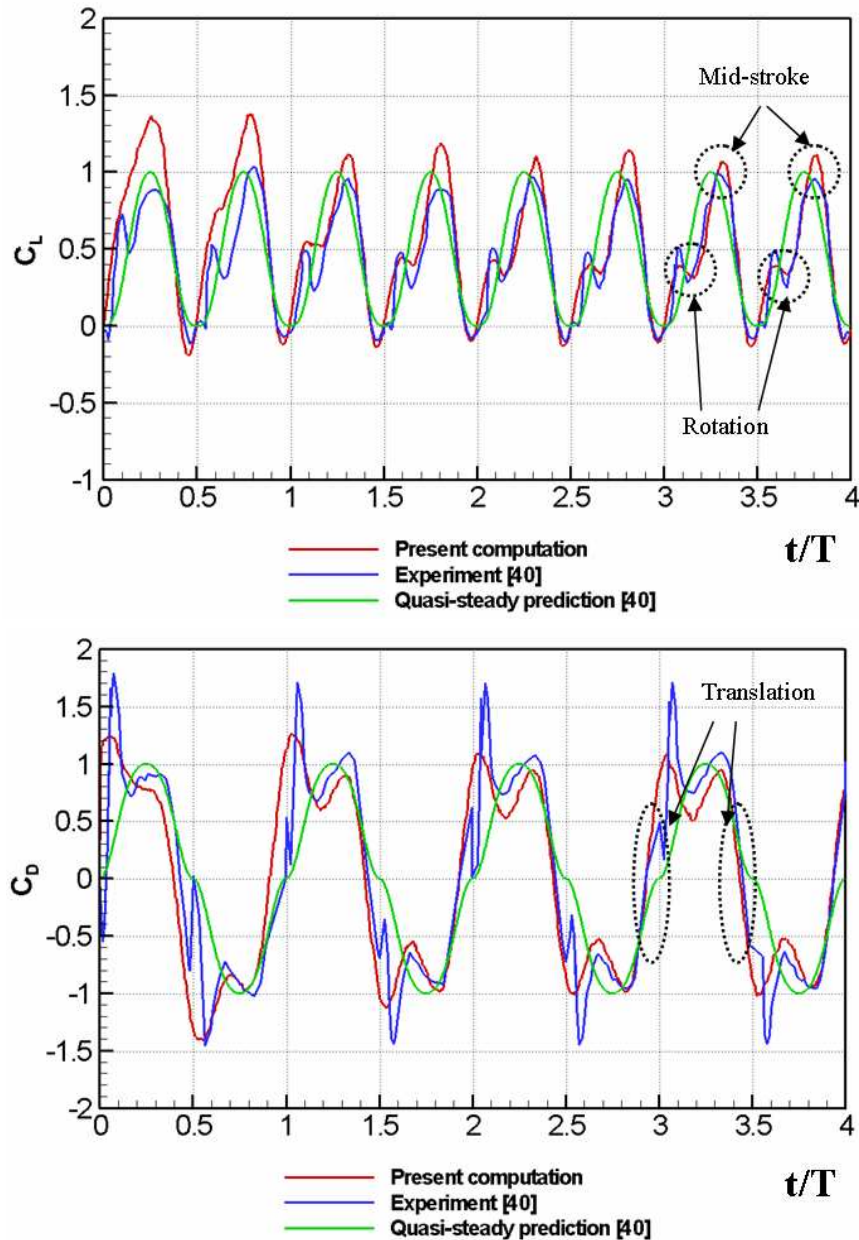 2
1.5
1
0.5
0
-0.5
-1
C_L
Mid-stroke
Rotation
0 0.5 1 1.5 2 2.5 3 3.5 4
t/T
Present computation
Experiment [40]
Quasi-steady prediction [40]
2
1.5
1
0.5
0
-0.5
-1
-1.5
-2
C_D
Translation
0 0.5 1 1.5 2 2.5 3 3.5 4
t/T
Present computation
Experiment [40]
Quasi-steady prediction [40]